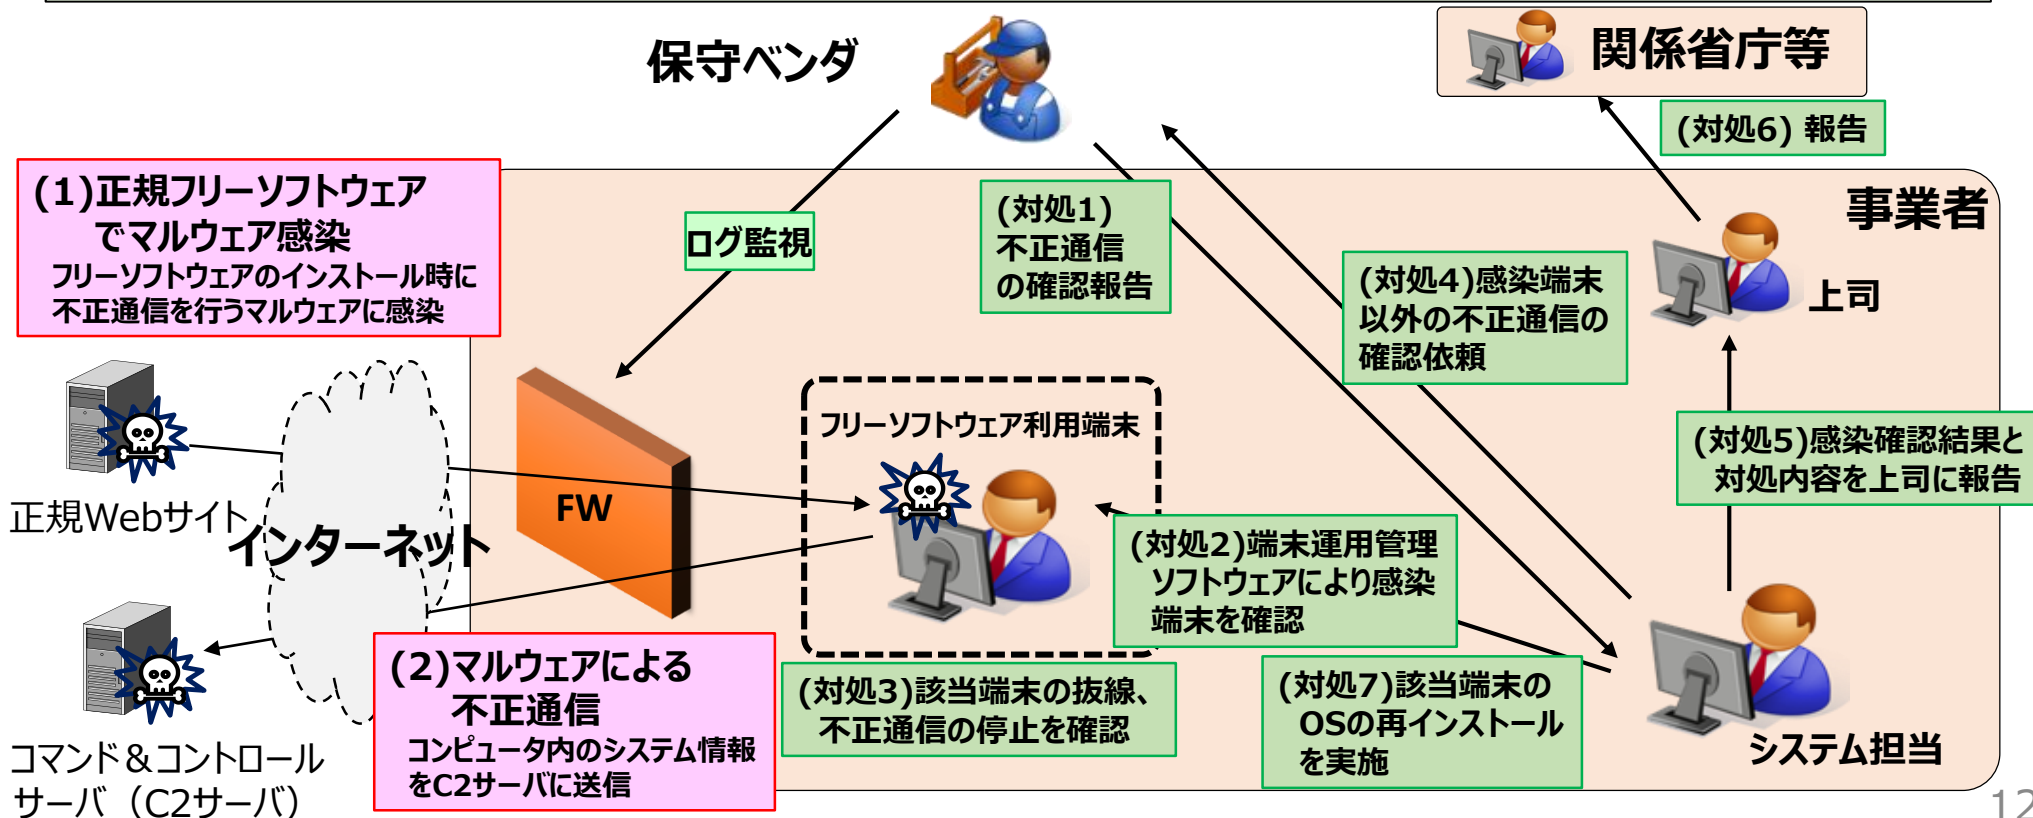 保守ベンダ
関係省庁等
(対処6) 報告
(1)正規フリーソフトウェア
でマルウェア感染
フリーソフトウェアのインストール時に
不正通信を行うマルウェアに感染
ログ監視
(対処1)
不正通信
の確認報告
事業者
上司
(対処4)感染端末
以外の不正通信の
確認依頼
(対処5)感染確認結果と
対処内容を上司に報告
正規Webサイト
インターネット
FW
フリーソフトウェア利用端末
(対処2)端末運用管理
ソフトウェアにより感染
端末を確認
(2)マルウェアによる
不正通信
コンピュータ内のシステム情報
をC2サーバに送信
(対処3)該当端末の抜線、
不正通信の停止を確認
(対処7)該当端末の
OSの再インストール
を実施
システム担当
コマンド＆コントロール
サーバ（C2サーバ）
12